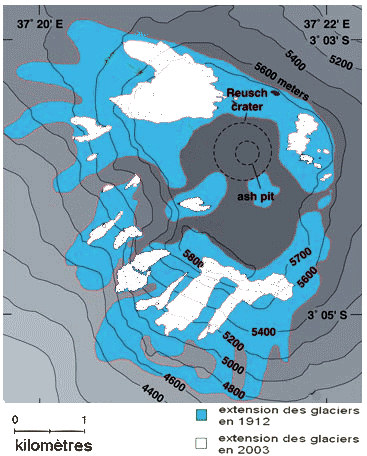 37° 20' E
37° 22' E
3° 03' S
5400
5200
5600 meters
Reusch
crater
ash pit
5800
5700
5600
3° 05' S
5400
5200
5000
4800
4600
4400
0 1
kilomètres
extension des glaciers
en 1912
extension des glaciers
en 2003